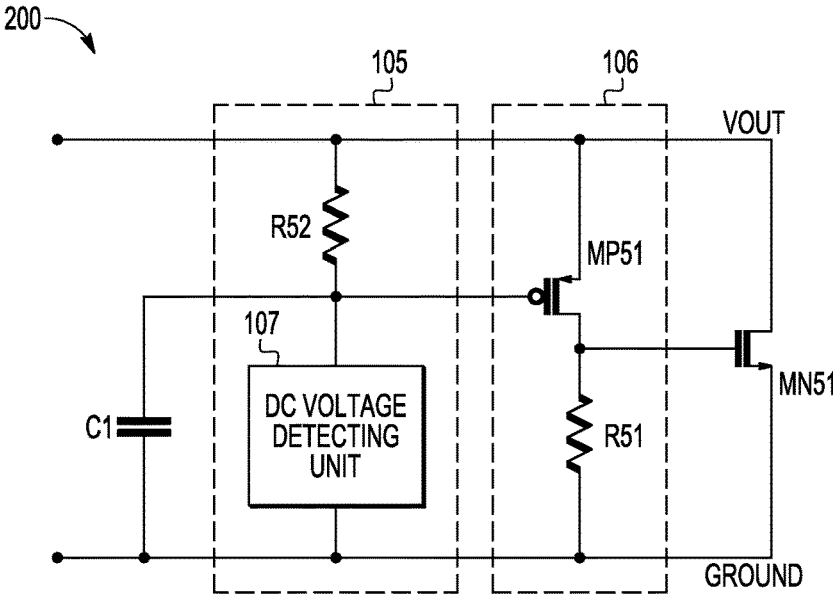 200
105
106
VOUT
R52
MP51
107
MN51
DC VOLTAGE
DETECTING
UNIT
C1
R51
GROUND